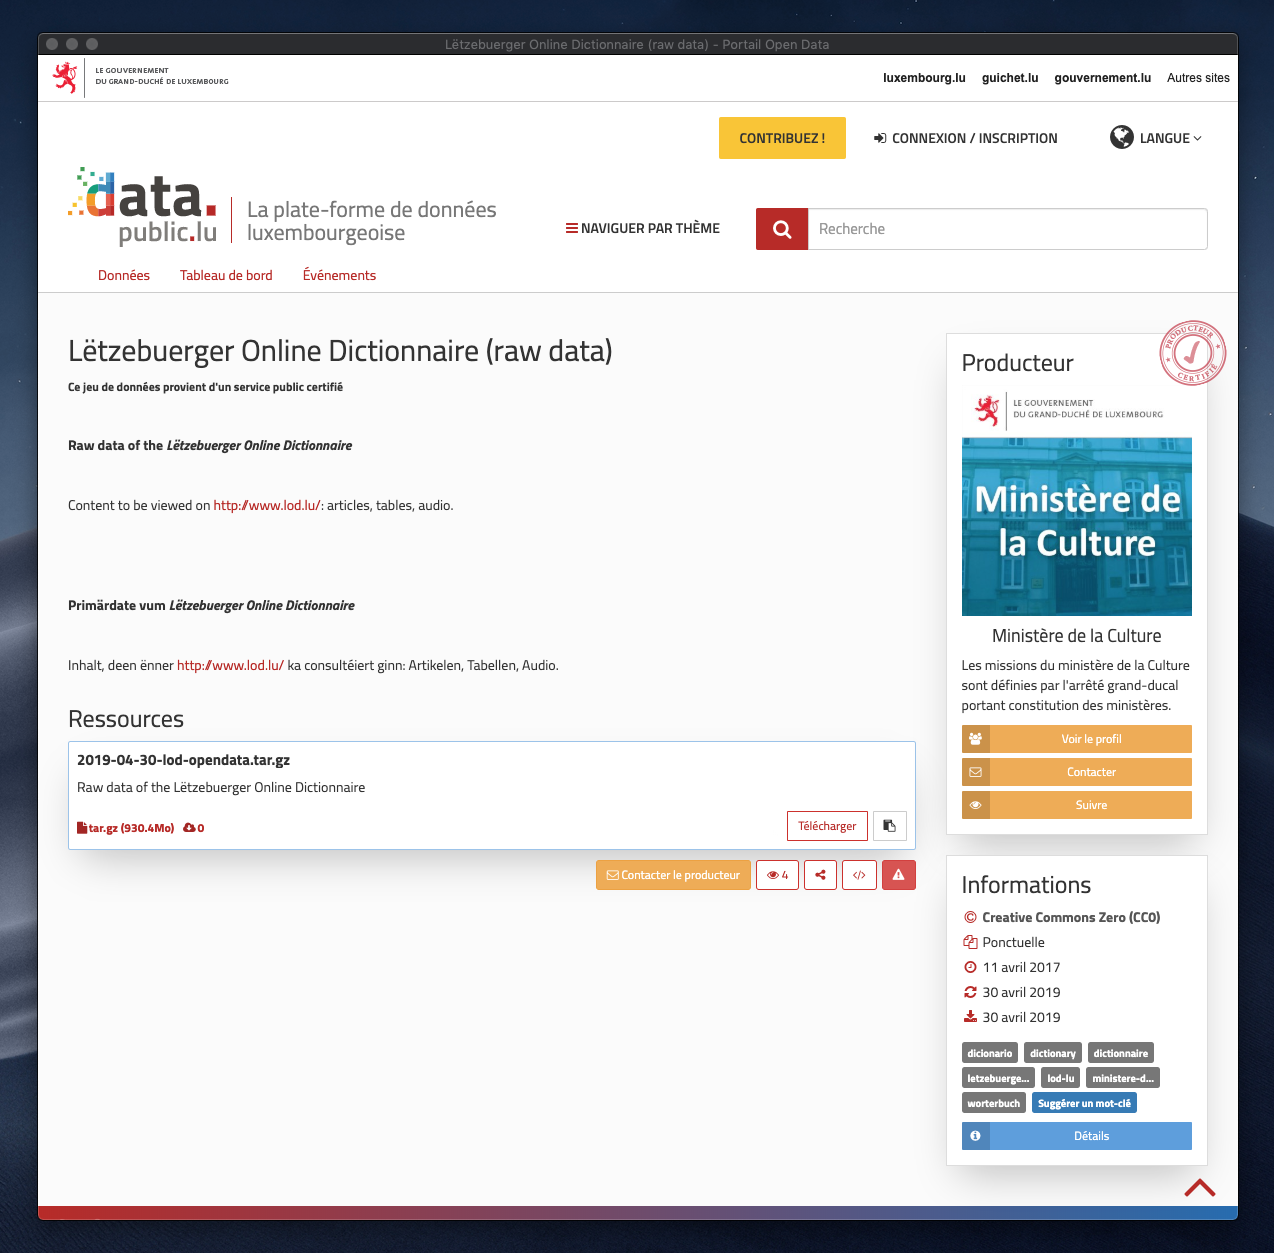 Lëtzebuerger Online Dictionnaire (raw data) - Portail Open Data
LE GOUVERNEMENT
DU GRAND-DUCHÉ DE LUXEMBOURG
luxembourg.lu guichet.lu gouvernement.lu Autres sites
CONTRIBUEZ ! CONNEXION / INSCRIPTION LANGUE
data.
public.lu
La plate-forme de données
luxembourgeoise
NAVIGUER PAR THÈME
Recherche
Données Tableau de bord Événements
Lëtzebuerger Online Dictionnaire (raw data)
Ce jeu de données provient d'un service public certifié
Raw data of the Lëtzebuerger Online Dictionnaire
Content to be viewed on http://www.lod.lu/: articles, tables, audio.
Primärdate vum Lëtzebuerger Online Dictionnaire
Inhalt, deen ënner http://www.lod.lu/ ka consultéiert ginn: Artikelen, Tabellen, Audio.
Ressources
2019-04-30-lod-opendata.tar.gz
Raw data of the Lëtzebuerger Online Dictionnaire
tar.gz (930.4Mo) 0
Télécharger
Contacter le producteur 4 </>
Producteur
PRODUCTEUR
CERTIFIÉ
LE GOUVERNEMENT
DU GRAND-DUCHÉ DE LUXEMBOURG
Ministère de
la Culture
Ministère de la Culture
Les missions du ministère de la Culture
sont définies par l'arrêté grand-ducal
portant constitution des ministères.
Voir le profil
Contacter
Suivre
Informations
Creative Commons Zero (CC0)
Ponctuelle
11 avril 2017
30 avril 2019
30 avril 2019
dicionario dictionary dictionnaire
letzebuerge... lod-lu ministere-d...
worterbuch Suggérer un mot-clé
Détails